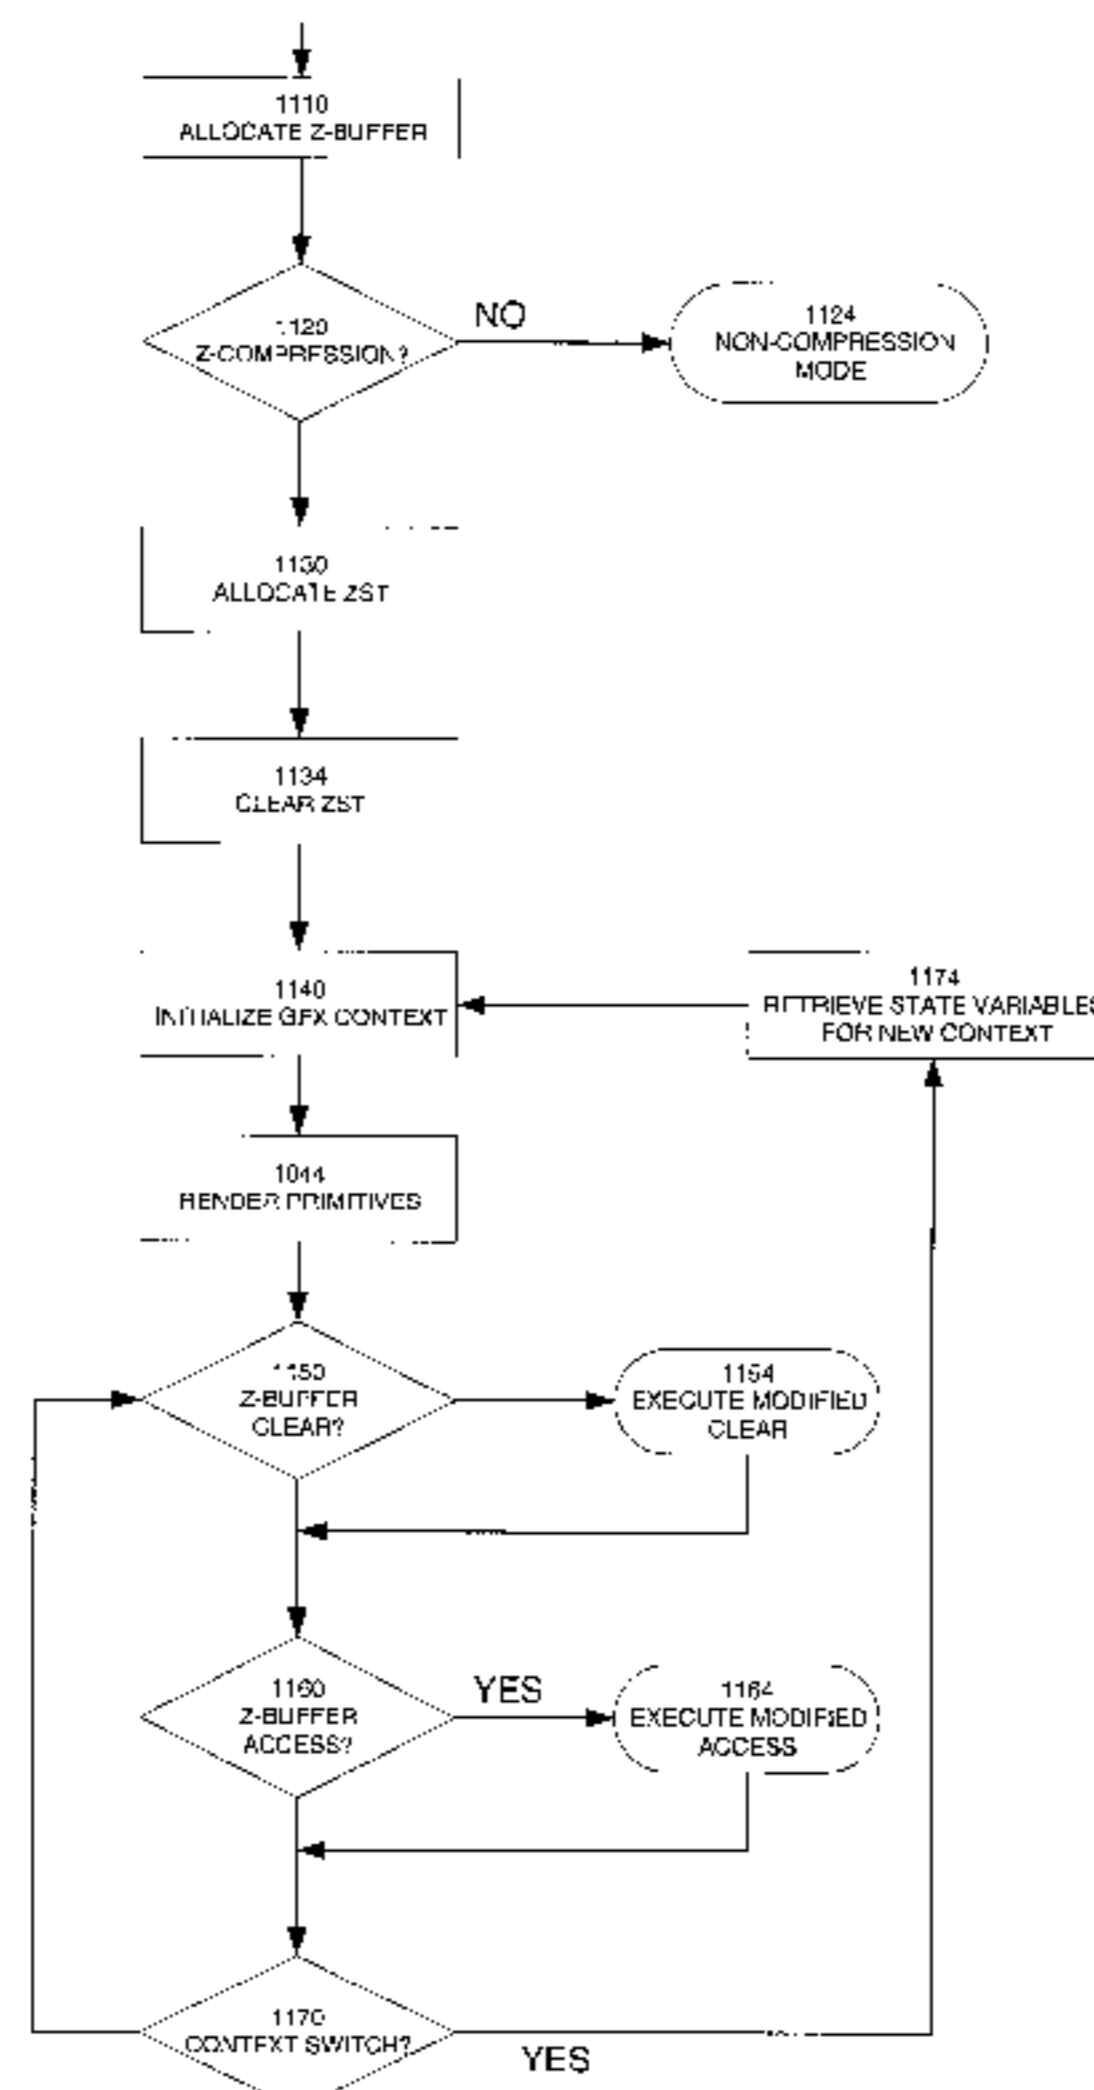 1110
ALLOCATE Z-BUFFER
1120
Z-COMPRESSION?
NO
1124
NON-COMPRESSION
MODE
1130
ALLOCATE ZST
1134
CLEAR ZST
1140
INITIALIZE GFX CONTEXT
1174
RETRIEVE STATE VARIABLES
FOR NEW CONTEXT
1044
RENDER PRIMITIVES
1150
Z-BUFFER
CLEAR?
1154
EXECUTE MODIFIED
CLEAR
1160
Z-BUFFER
ACCESS?
YES
1164
EXECUTE MODIFIED
ACCESS
1170
CONTEXT SWITCH?
YES